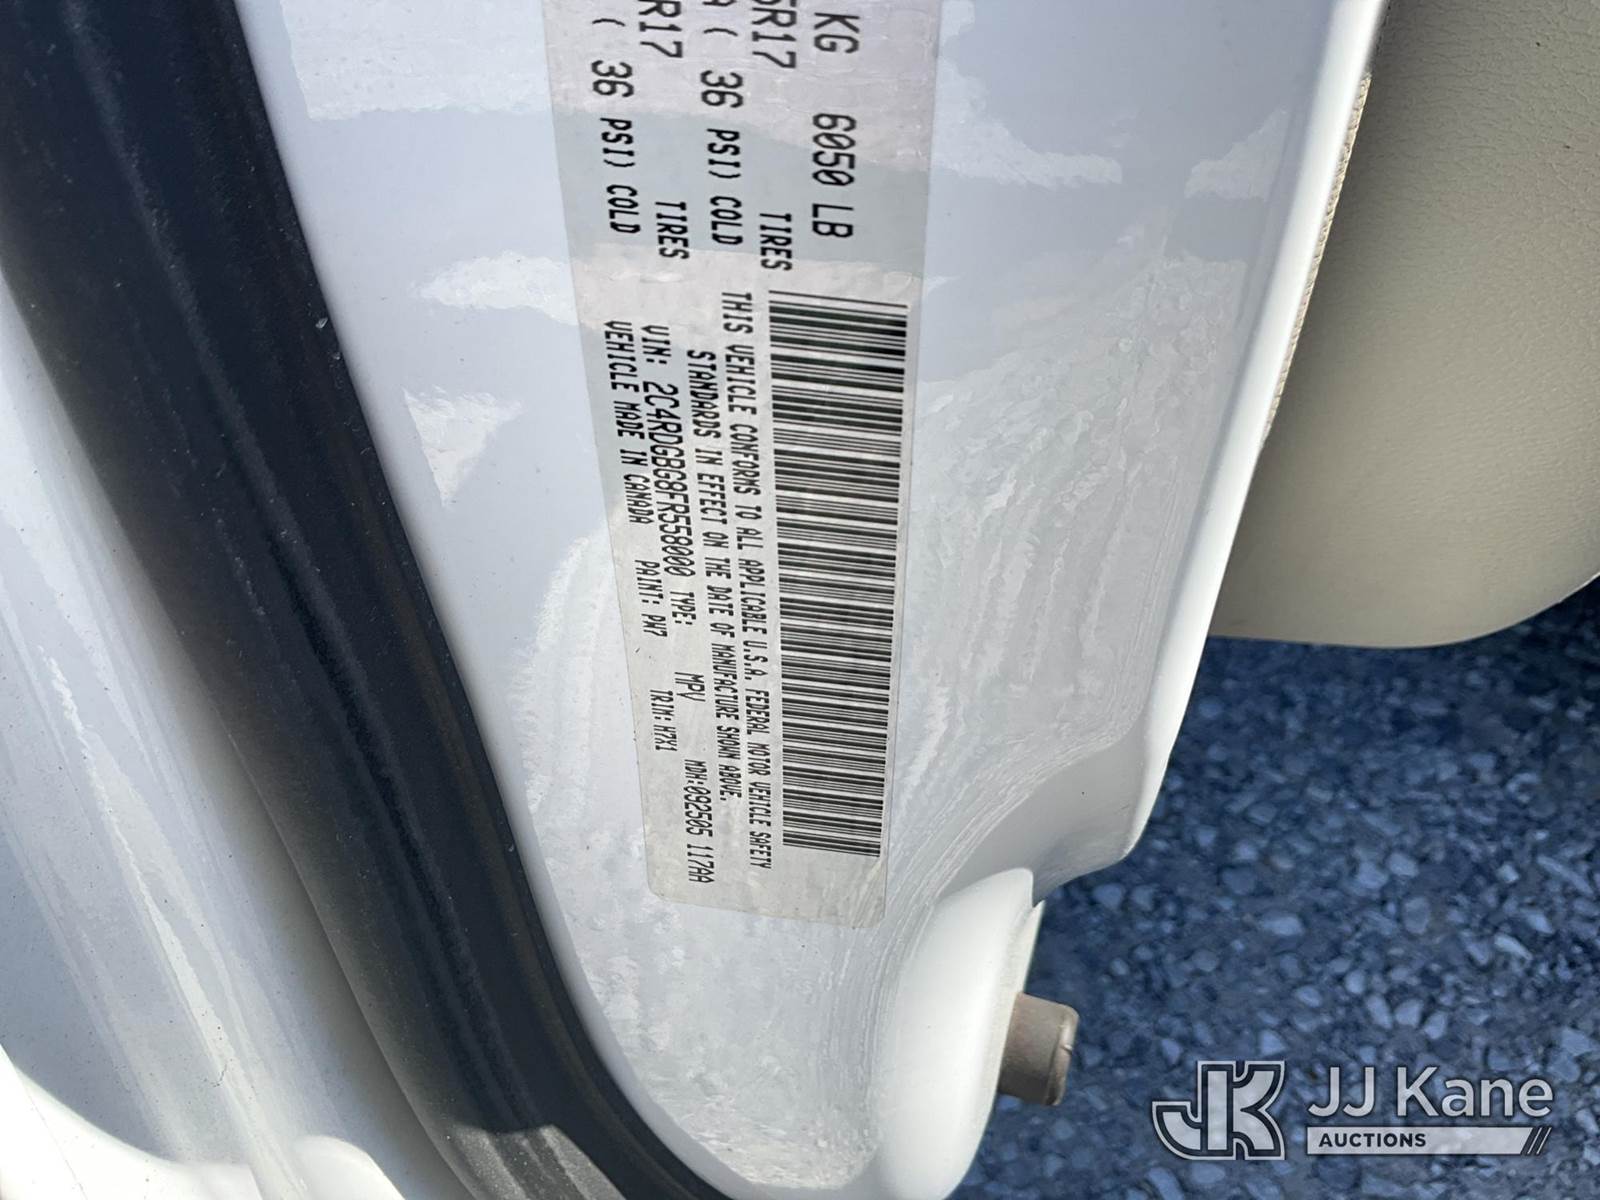 KG 6050 LB
5R17 TIRES
A( 36 PSI) COLD
R17 TIRES
( 36 PSI) COLD
THIS VEHICLE CONFORMS TO ALL APPLICABLE U.S.A. FEDERAL MOTOR VEHICLE SAFETY
STANDARDS IN EFFECT ON THE DATE OF MANUFACTURE SHOWN ABOVE.
VIN: 2C4RDGBG8FR558000 TYPE: MPV MDH:092505 117AA
VEHICLE MADE IN CANADA PAINT: PW7 TRIM: H7X1
JK JJ Kane
AUCTIONS